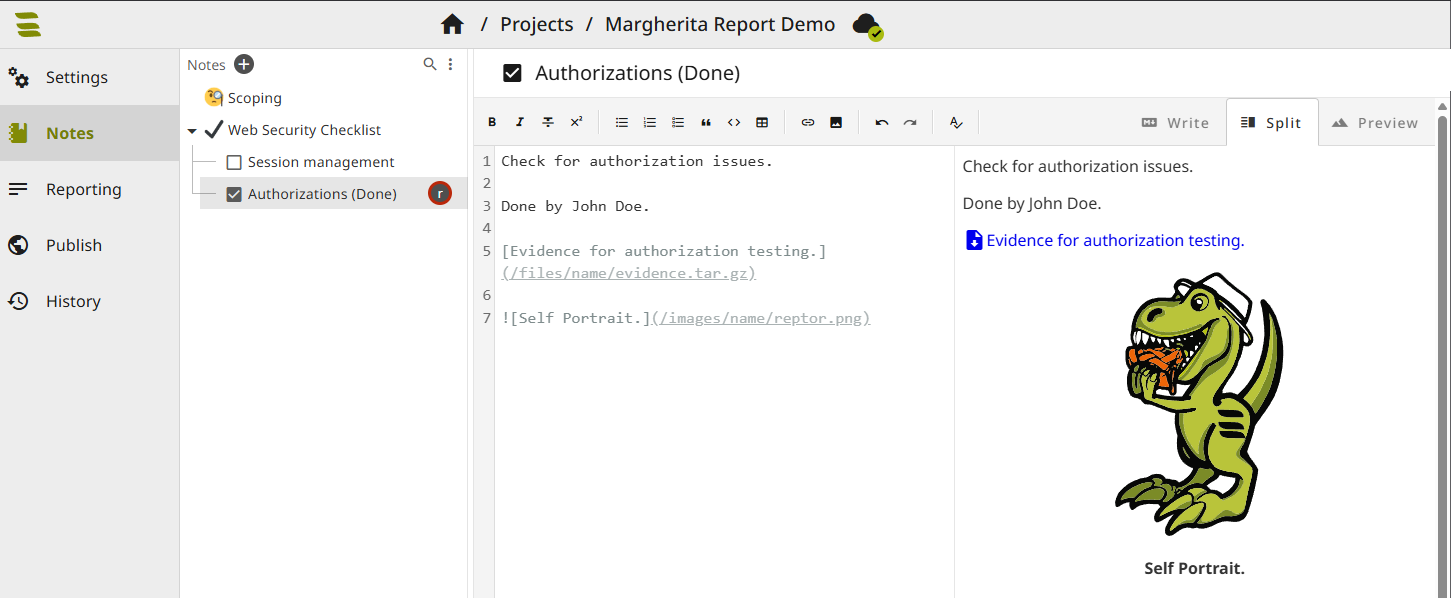 / Projects / Margherita Report Demo
Settings
Notes
Reporting
Publish
History
Notes
Scoping
Web Security Checklist
Session management
Authorizations (Done)
r
Authorizations (Done)
B I X²
Write
Split
Preview
1 Check for authorization issues.
2
3 Done by John Doe.
4
5 [Evidence for authorization testing.]
(/files/name/evidence.tar.gz)
6
7 ![Self Portrait.](/images/name/reptor.png)
Check for authorization issues.
Done by John Doe.
Evidence for authorization testing.
Self Portrait.